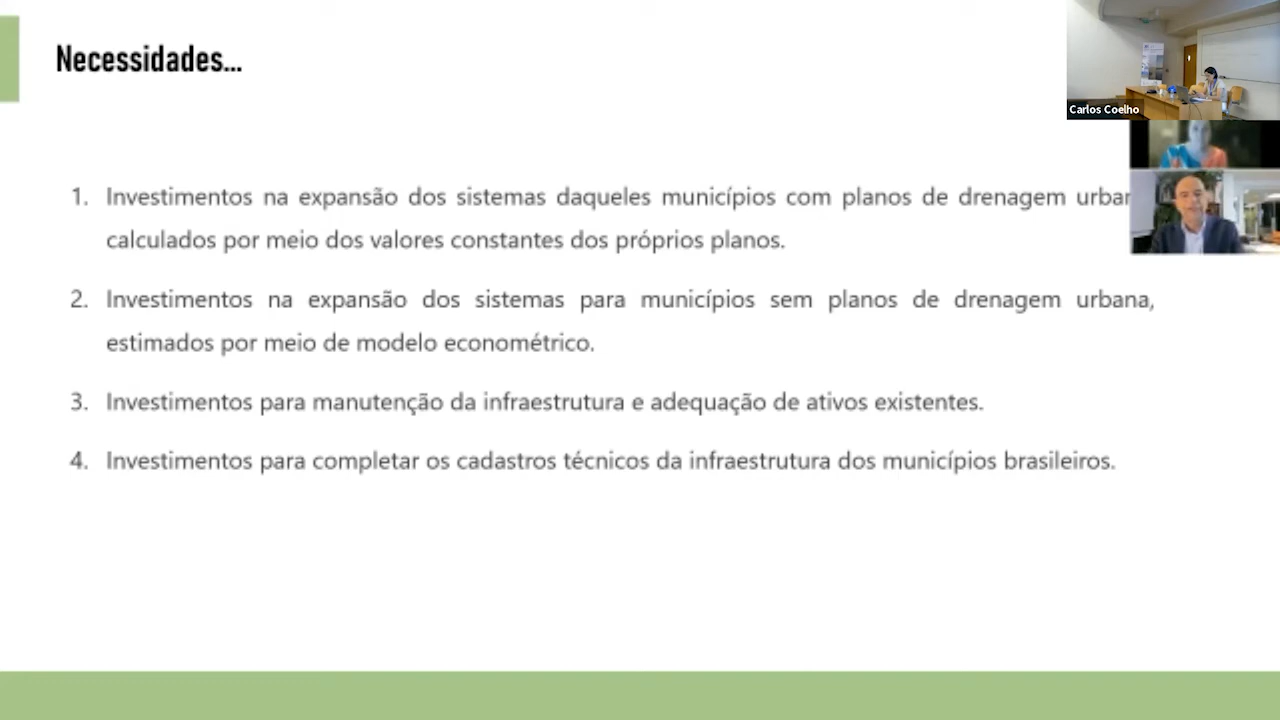 Necessidades...
Carlos Coelho
1. Investimentos na expansão dos sistemas daqueles municípios com planos de drenagem
calculados por meio dos valores constantes dos próprios planos.
2. Investimentos na expansão dos sistemas para municípios sem planos de drenagem urbana,
estimados por meio de modelo econométrico.
3. Investimentos para manutenção da infraestrutura e adequação de ativos existentes.
4. Investimentos para completar os cadastros técnicos da infraestrutura dos municípios brasileiros.